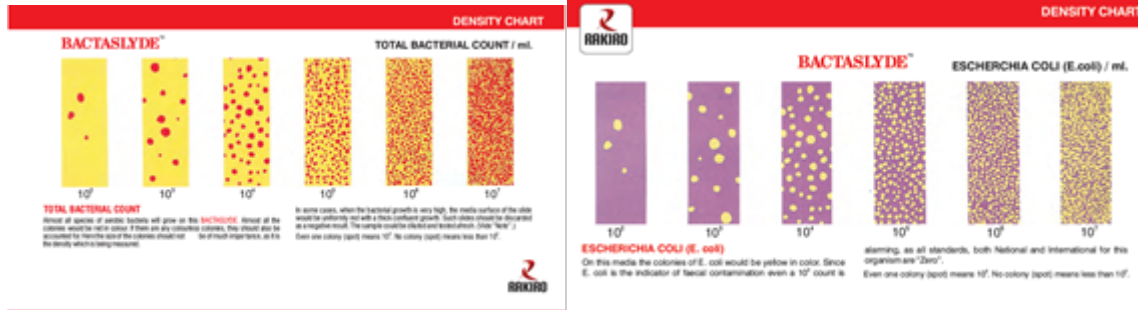 DENSITY CHART
BACTASLYDE™
TOTAL BACTERIAL COUNT / ml.
10² 10³ 10⁴ 10⁵ 10⁶ 10⁷
TOTAL BACTERIAL COUNT
Almost all species of aerobic bacteria will grow on this BACTASLYDE. Almost all the
colonies would be red in colour. If there are any colourless colonies, they should also be
accounted for. Here the size of the colonies should not be of much importance, as it is
the density which is being measured.
In some cases, when the bacterial growth is very high, the media surface of the slide
would be uniformly red with a thick confluent growth. Such slides should be discarded
as a negative result. The sample could be diluted and tested afresh. (Vide "Note".)
Even one colony (spot) means 10². No colony (spot) means less than 10².
RAKIRO
DENSITY CHART
RAKIRO
BACTASLYDE™
ESCHERCHIA COLI (E.coli) / ml.
10² 10³ 10⁴ 10⁵ 10⁶ 10⁷
ESCHERICHIA COLI (E. coli)
On this media the colonies of E. coli would be yellow in color. Since
E. coli is the indicator of faecal contamination even a 10² count is
alarming, as all standards, both National and International for this
organism are "Zero".
Even one colony (spot) means 10². No colony (spot) means less than 10².